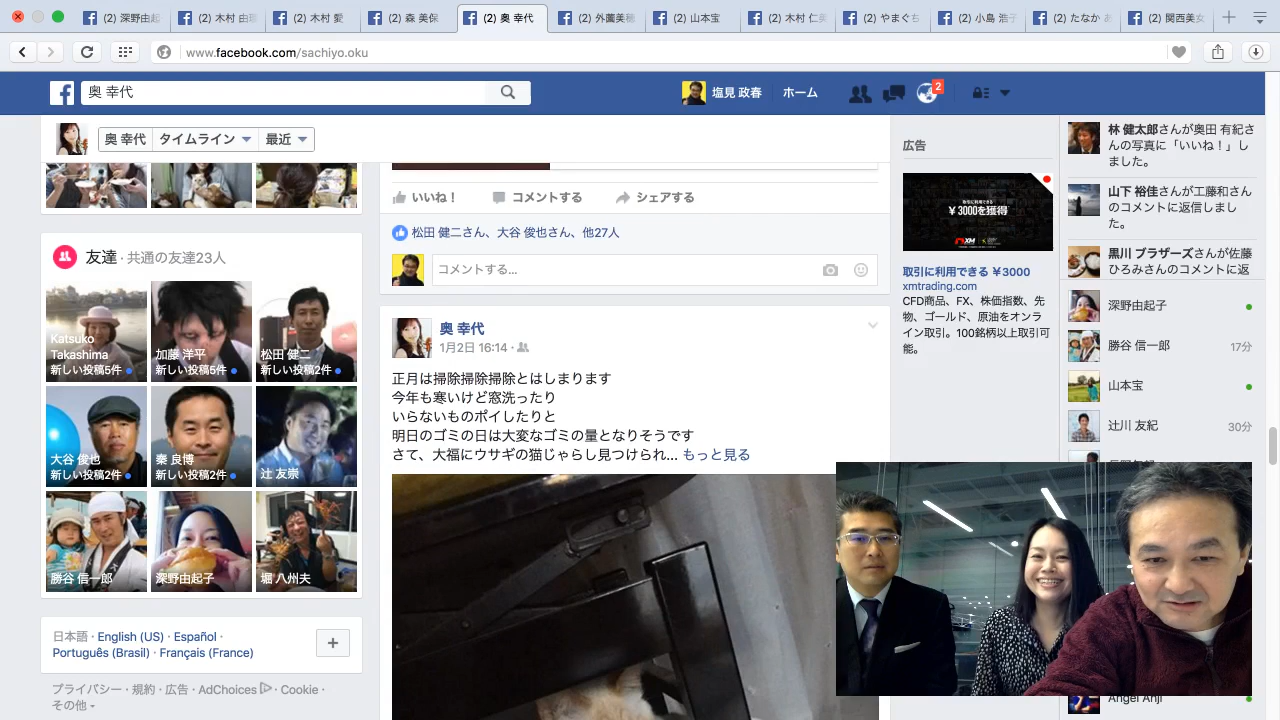 (2) 深野由起
(2) 木村 由瑠
(2) 木村 愛
(2) 森 美保
(2) 奥 幸代
(2) 外薗美穂
(2) 山本宝
(2) 木村 仁美
(2) やまぐち
(2) 小島 浩子
(2) たなか あ
(2) 関西美女
www.facebook.com/sachiyo.oku
奥 幸代
塩見 政春
ホーム
2
奥 幸代
タイムライン
最近
友達 · 共通の友達23人
Katsuko
Takashima
新しい投稿5件
加藤 洋平
新しい投稿5件
松田 健二
新しい投稿2件
大谷 俊也
新しい投稿2件
秦 良博
新しい投稿2件
辻 友崇
勝谷 信一郎
深野由起子
堀 八州夫
日本語 · English (US) · Español ·
Português (Brasil) · Français (France)
プライバシー · 規約 · 広告 · AdChoices · Cookie ·
その他
いいね！
コメントする
シェアする
松田 健二さん、大谷 俊也さん、他27人
コメントする...
奥 幸代
1月2日 16:14 ·
正月は掃除掃除掃除とはしまります
今年も寒いけど窓洗ったり
いらないものポイしたりと
明日のゴミの日は大変なゴミの量となりそうです
さて、大福にウサギの猫じゃらし見つけられ... もっと見る
広告
取引に利用できる
￥3000を獲得
XM
取引に利用できる ￥3000
xmtrading.com
CFD商品、FX、株価指数、先
物、ゴールド、原油をオンラ
イン取引。100銘柄以上取引可
能。
林 健太郎さんが奥田 有紀さ
んの写真に「いいね！」し
ました。
山下 裕佳さんが工藤和さん
のコメントに返信しまし
た。
黒川 ブラザーズさんが佐藤
ひろみさんのコメントに返
深野由起子
勝谷 信一郎
17分
山本宝
辻川 友紀
30分
Angel Anji